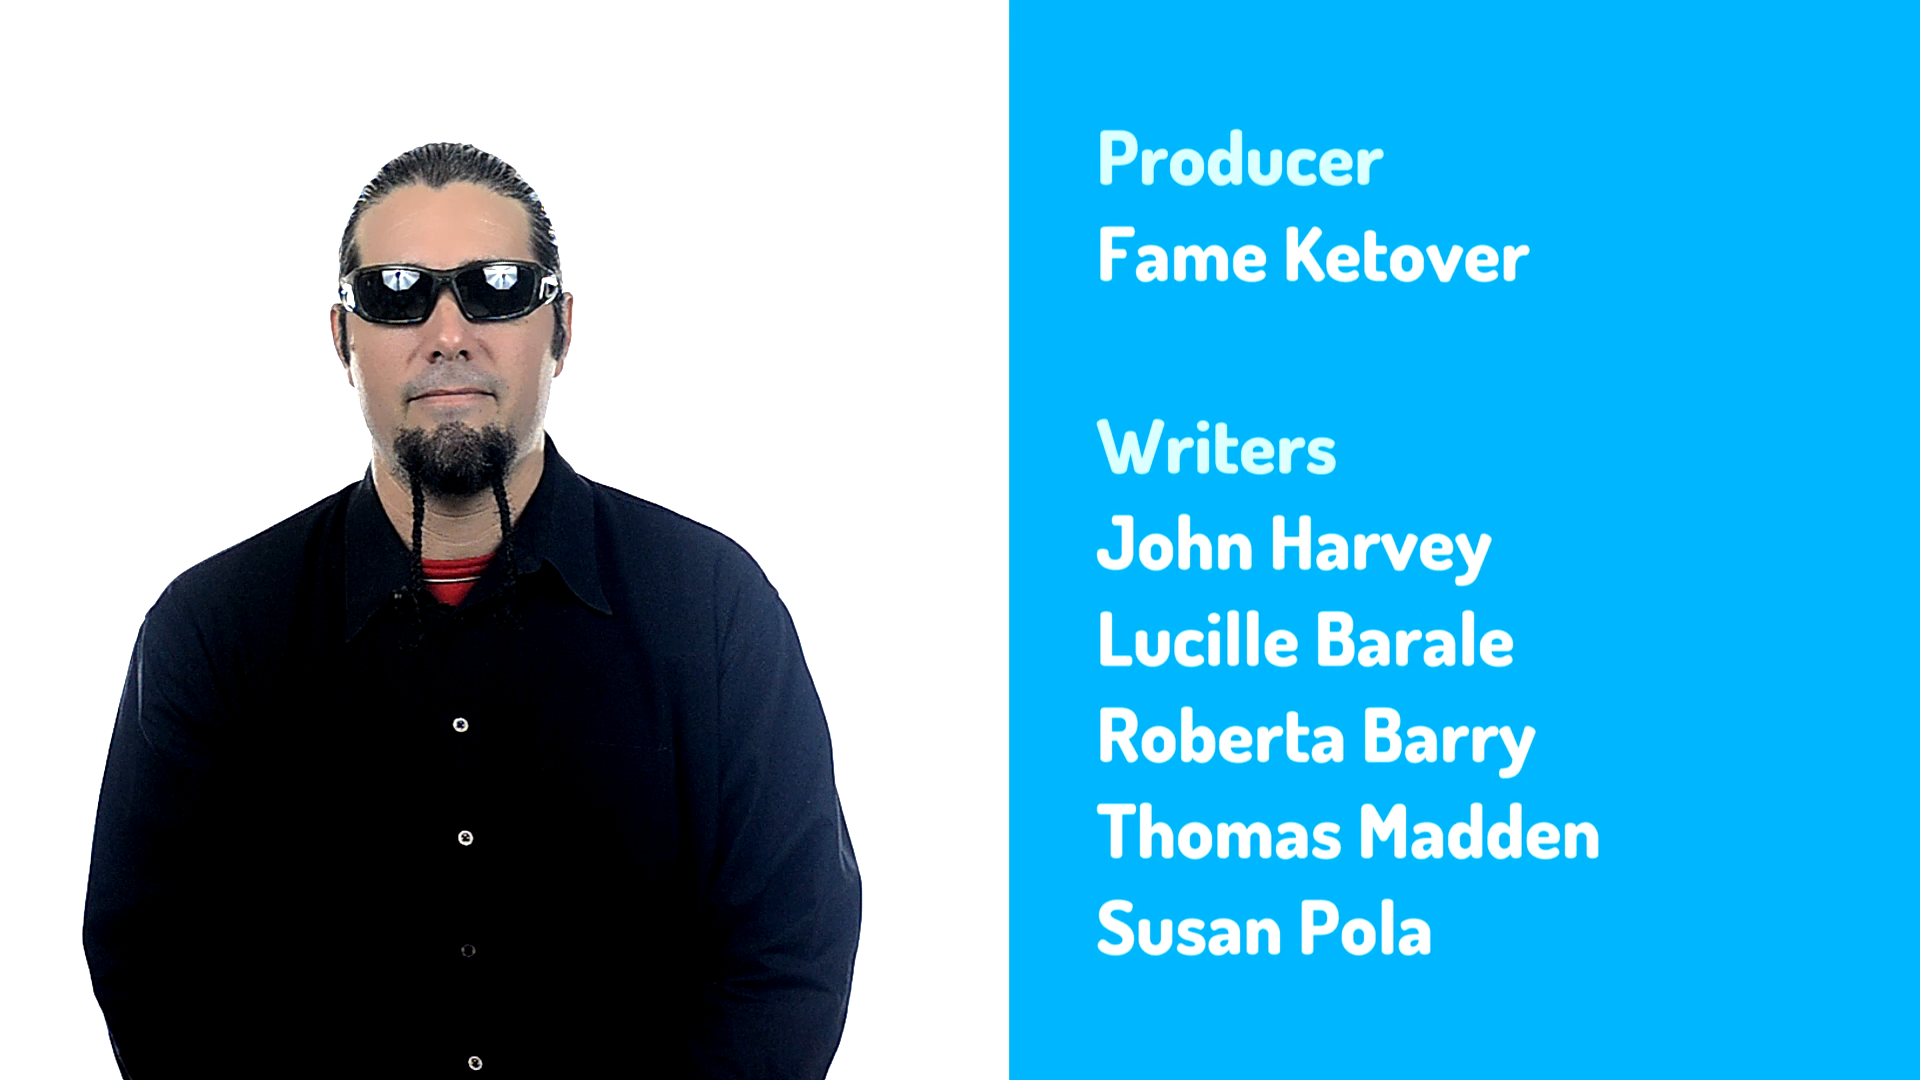 Producer
Fame Ketover
Writers
John Harvey
Lucille Barale
Roberta Barry
Thomas Madden
Susan Pola